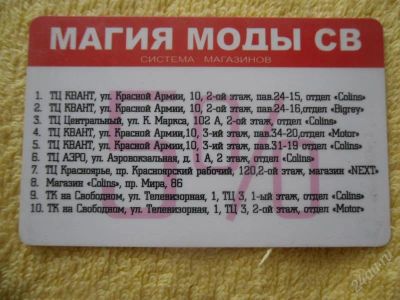 МАГИЯ МОДЫ СВ
СИСТЕМА МАГАЗИНОВ
1. ТЦ КВАНТ, ул. Красной Армии, 10, 2-ой этаж, пав.24-15, отдел «Colins»
2. ТЦ КВАНТ, ул. Красной Армии, 10, 2-ой этаж, пав.24-16,отдел «Bigrey»
3. ТЦ Центральный, ул. К. Маркса, 102 А, 2-ой этаж, отдел «Colins»
4. ТЦ КВАНТ, ул. Красной Армии, 10, 3-ий этаж, пав.34-20,отдел «Motor»
5. ТЦ КВАНТ, ул. Красной Армии,10, 3-ий этаж, пав.31-19 отдел «Colins»
6. ТЦ АЭРО, ул. Аэровокзальная, д. 1 А, 2 этаж, отдел «Colins»
7. ТЦ Красноярье, пр. Красноярский рабочий, 120,2 этаж, магазин «NEXT»
8. Магазин «Colins», пр. Мира, 86
9. ТК на Свободном, ул. Телевизорная, 1, ТЦ 3, 1-ый этаж, отдел «Colins»
10. ТК на Свободном, ул. Телевизорная, 1, ТЦ 3, 2-ой этаж, отдел «Motor»
24au.ru